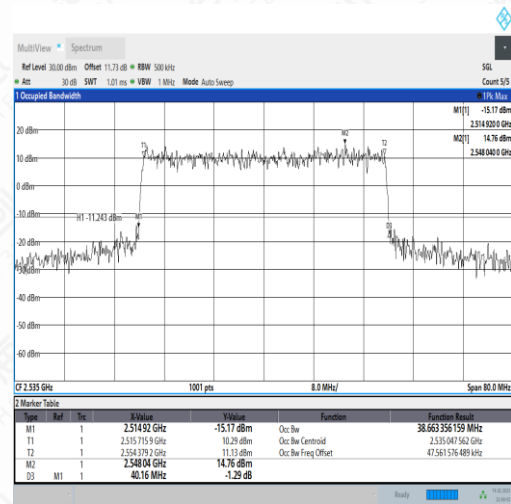 MultiView Spectrum
Ref Level 30.00 dBm Offset 11.73 dB RBW 500 kHz SGL
Att 30 dB SWT 1.01 ms VBW 1 MHz Mode Auto Sweep Count 5/5
1 Occupied Bandwidth 1Pk Max
M1[1] -15.17 dBm
2.514 920 0 GHz
M2[1] 14.76 dBm
2.548 040 0 GHz
20 dBm
M2
T1
T2
10 dBm
0 dBm
-10 dBm
H1 -11.243 dBm
M1
D3
-20 dBm
-30 dBm
-40 dBm
-50 dBm
-60 dBm
CF 2.535 GHz 1001 pts 8.0 MHz/ Span 80.0 MHz
2 Marker Table
Type Ref Trc X-Value Y-Value Function Function Result
M1 1 2.514 92 GHz -15.17 dBm Occ Bw 38.663 356 159 MHz
T1 1 2.515 715 9 GHz 10.29 dBm Occ Bw Centroid 2.535 047 562 GHz
T2 1 2.554 379 2 GHz 11.13 dBm Occ Bw Freq Offset 47.561 576 489 kHz
M2 1 2.548 04 GHz 14.76 dBm
D3 M1 1 40.16 MHz -1.29 dB
Ready